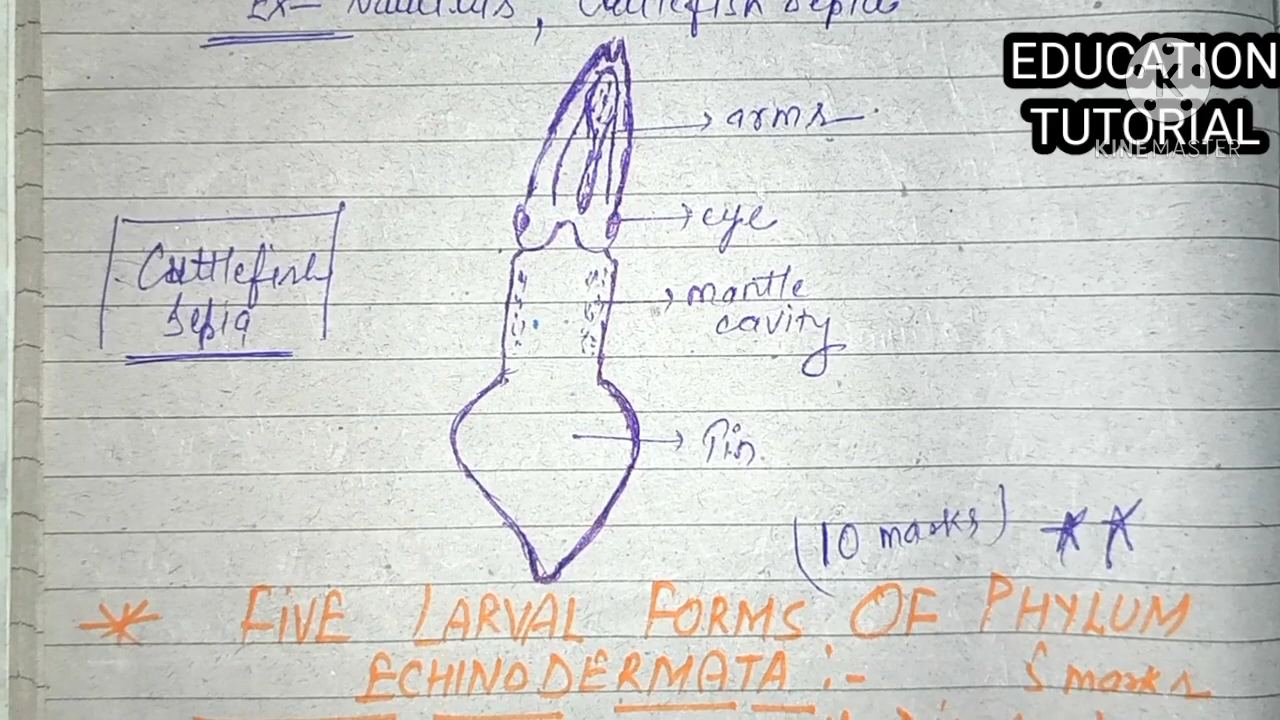 Ex- Nautilus, Cuttlefish Sepia
EDUCATION
TUTORIAL
KINEMASTER
arms
eye
Cuttlefish
Sepia
mantle
cavity
Fin
(10 marks) **
* FiVE LARVAL FORMS OF PHYLUM
ECHINODERMATA :- 5 marks